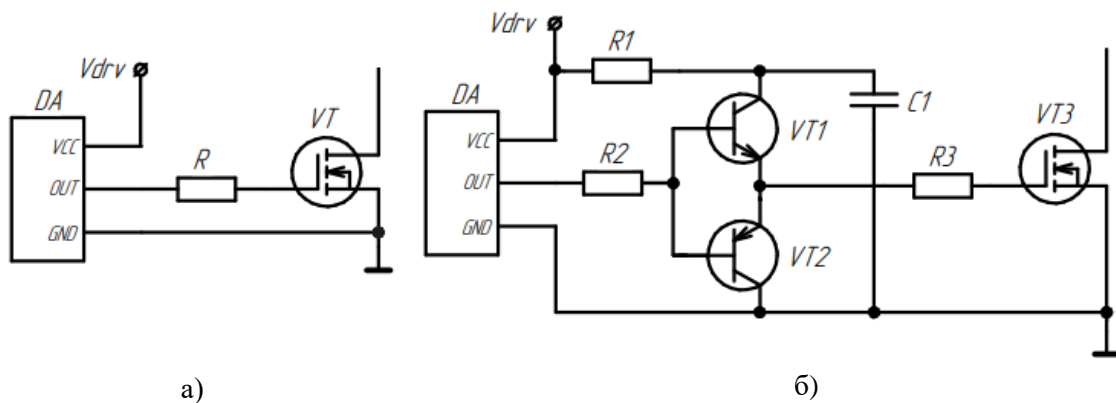 Vdrv
DA
VCC
OUT
GND
R
VT
а)
Vdrv
R1
DA
VCC
OUT
GND
R2
VT1
VT2
C1
R3
VT3
б)